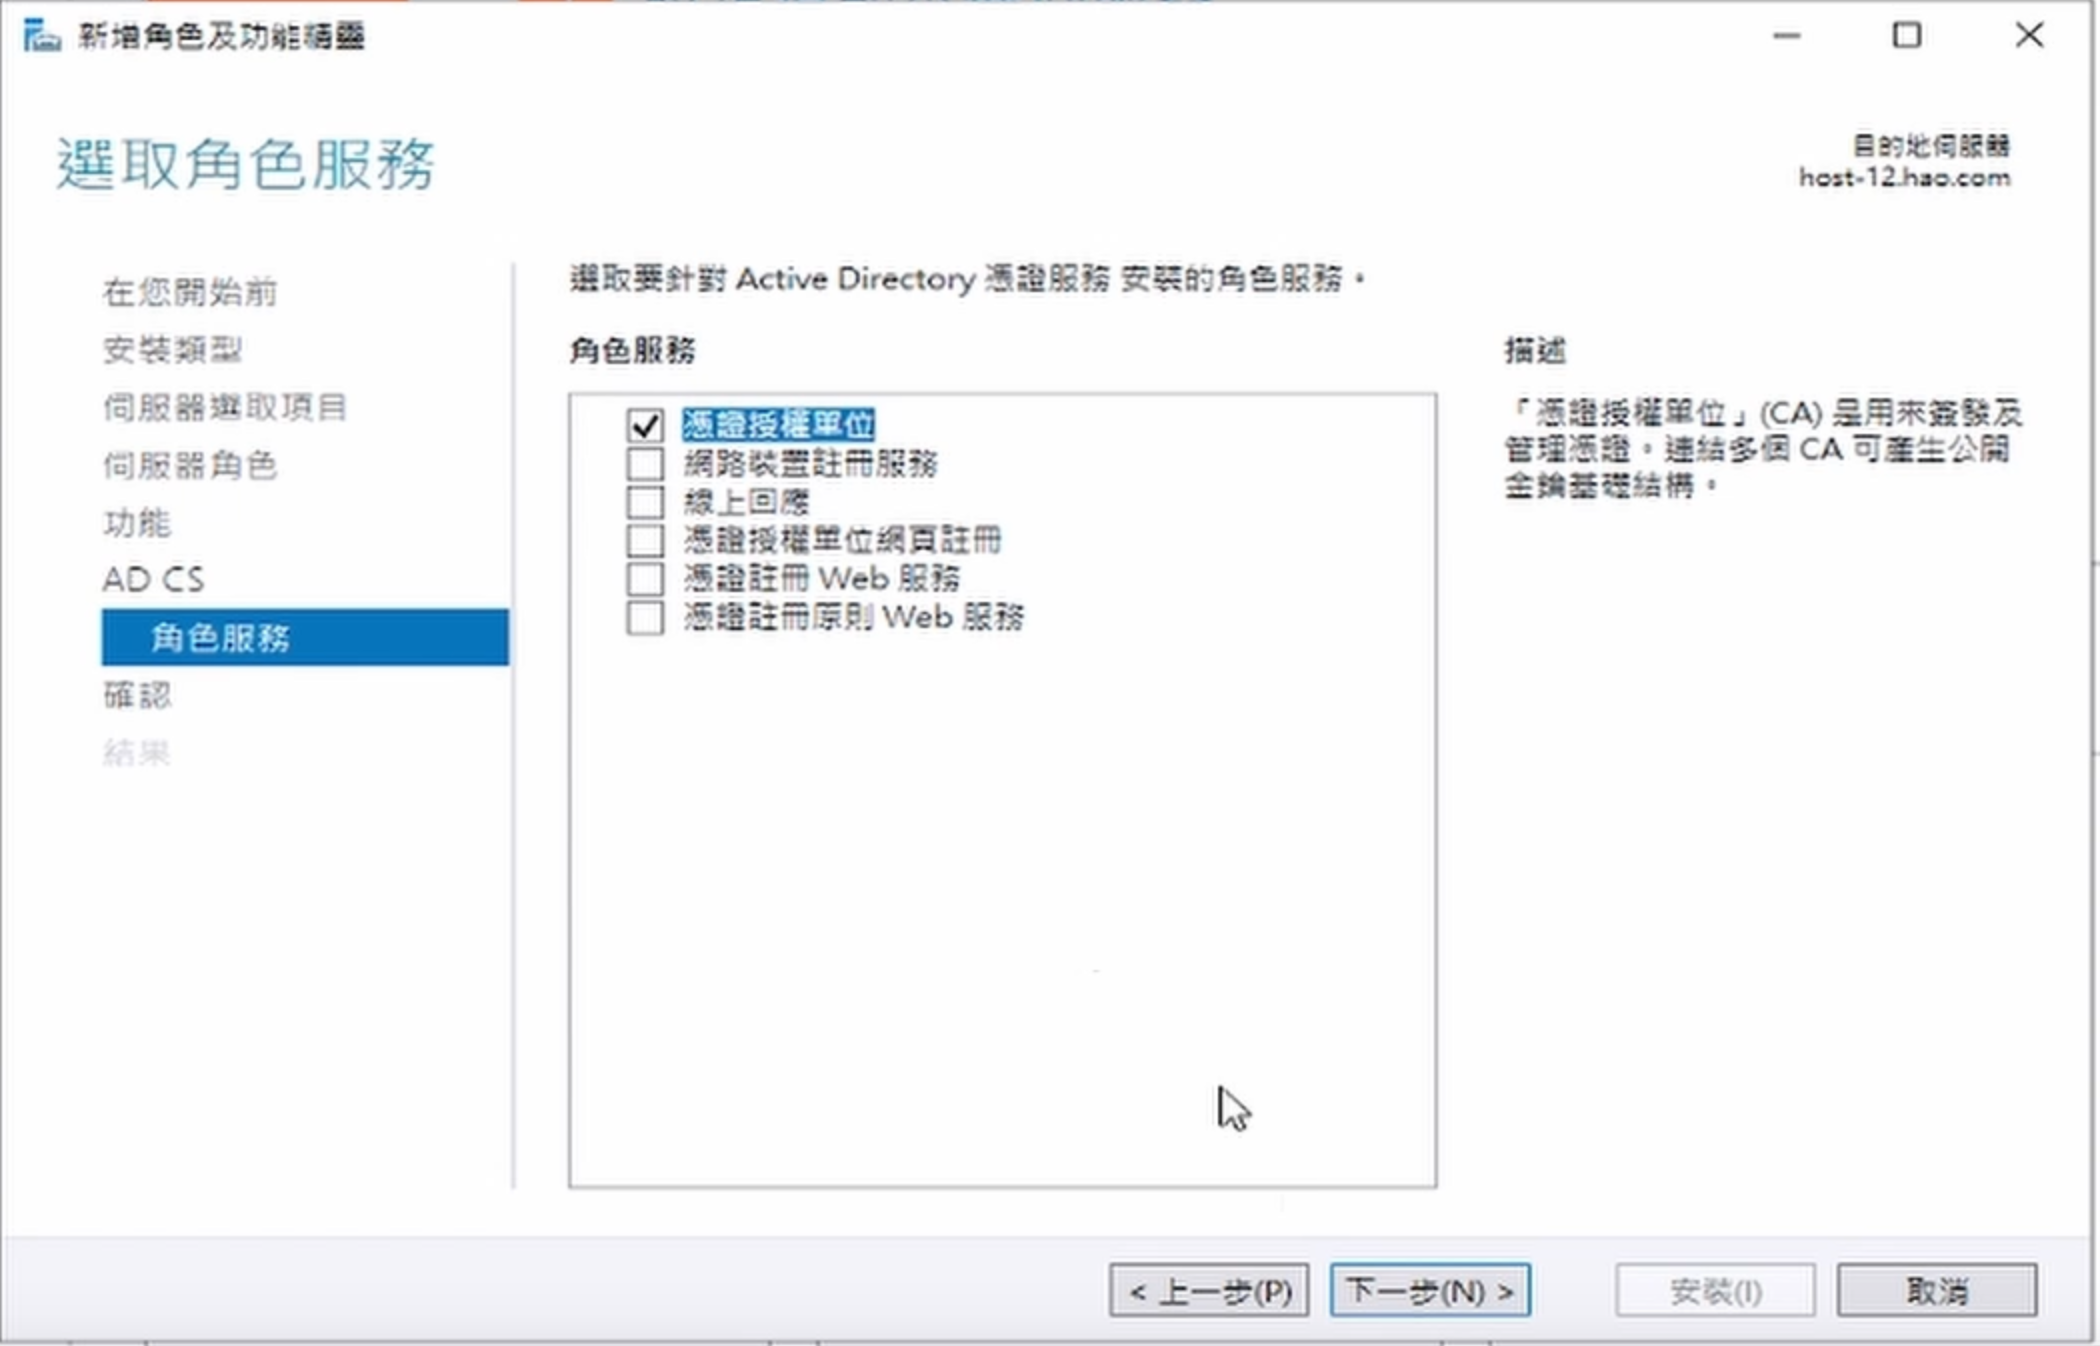 新增角色及功能精靈
選取角色服務
目的地伺服器
host-12.hao.com
在您開始前
安裝類型
伺服器選取項目
伺服器角色
功能
AD CS
角色服務
確認
結果
選取要針對 Active Directory 憑證服務 安裝的角色服務。
角色服務
憑證授權單位
網路裝置註冊服務
線上回應
憑證授權單位網頁註冊
憑證註冊 Web 服務
憑證註冊原則 Web 服務
描述
「憑證授權單位」(CA) 是用來簽發及
管理憑證。連結多個 CA 可產生公開
金鑰基礎結構。
< 上一步(P)
下一步(N) >
安裝(I)
取消